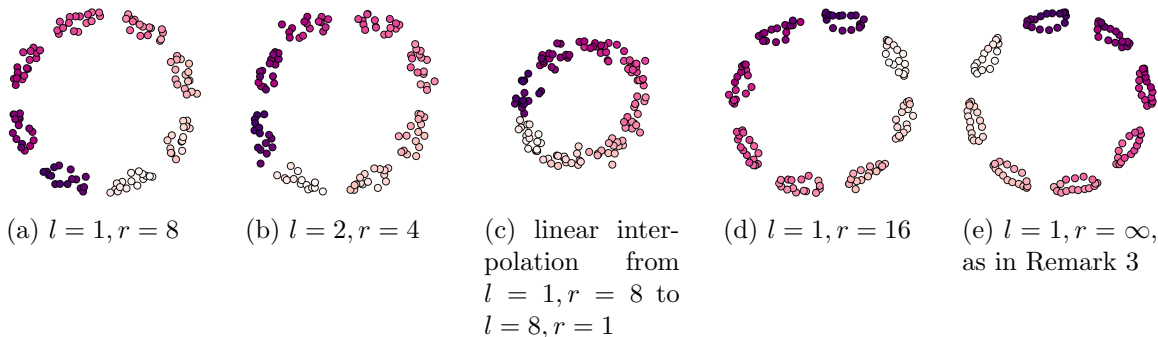 (a) l = 1, r = 8
(b) l = 2, r = 4
(c) linear inter-
polation from
l = 1, r = 8 to
l = 8, r = 1
(d) l = 1, r = 16
(e) l = 1, r = ∞,
as in Remark 3